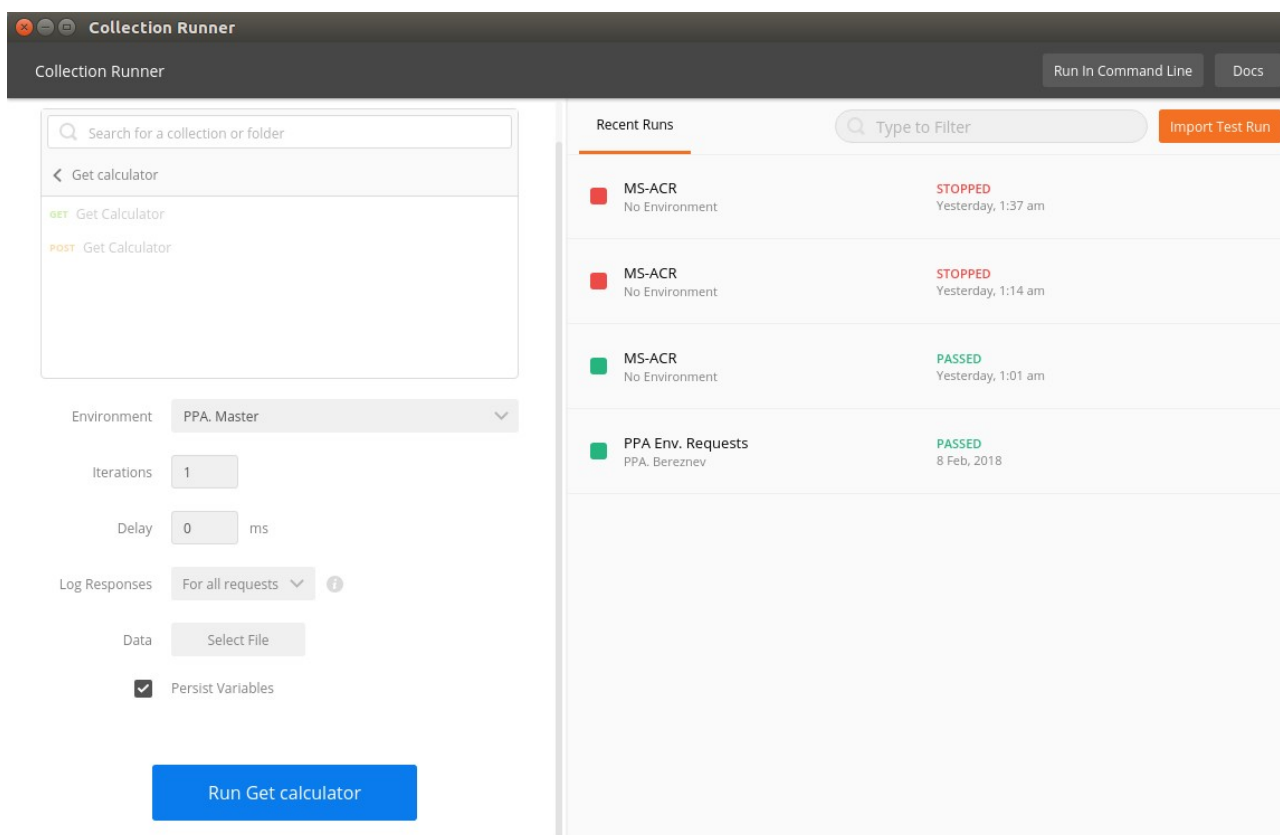 Collection Runner
Collection Runner
Run In Command Line
Docs
Search for a collection or folder
Get calculator
GET Get Calculator
POST Get Calculator
Environment PPA. Master
Iterations 1
Delay 0 ms
Log Responses For all requests
Data Select File
Persist Variables
Run Get calculator
Recent Runs
Type to Filter
Import Test Run
MS-ACR STOPPED
No Environment Yesterday, 1:37 am
MS-ACR STOPPED
No Environment Yesterday, 1:14 am
MS-ACR PASSED
No Environment Yesterday, 1:01 am
PPA Env. Requests PASSED
PPA. Bereznev 8 Feb, 2018